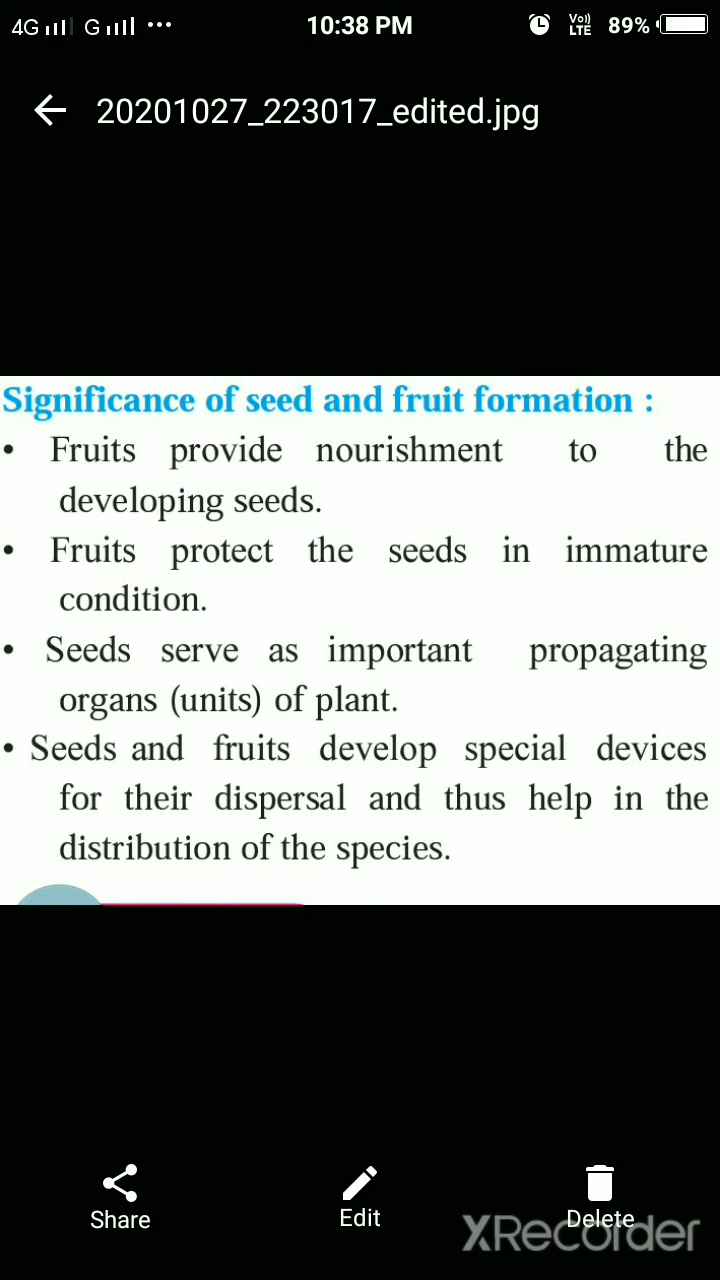 4G G ••• 10:38 PM Vo)) LTE 89%
20201027_223017_edited.jpg
Significance of seed and fruit formation :
• Fruits provide nourishment to the
developing seeds.
• Fruits protect the seeds in immature
condition.
• Seeds serve as important propagating
organs (units) of plant.
• Seeds and fruits develop special devices
for their dispersal and thus help in the
distribution of the species.
Share Edit Delete
XRecorder